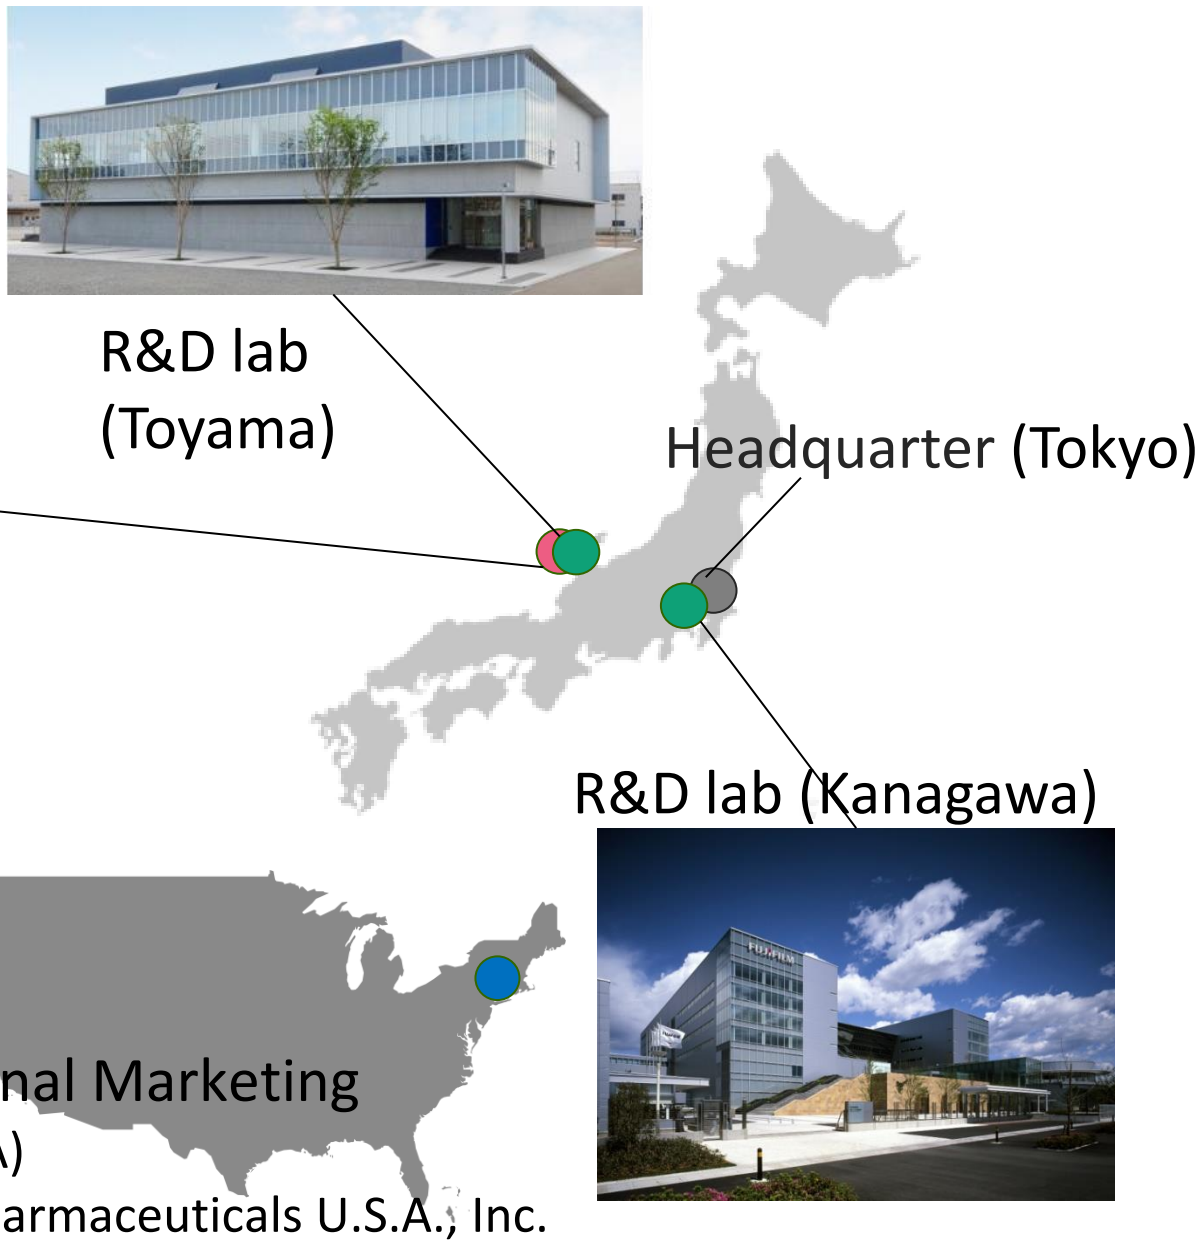 R&D lab
(Toyama)
Headquarter (Tokyo)
R&D lab (Kanagawa)
FUJIFILM
nal Marketing
A)
armaceuticals U.S.A., Inc.